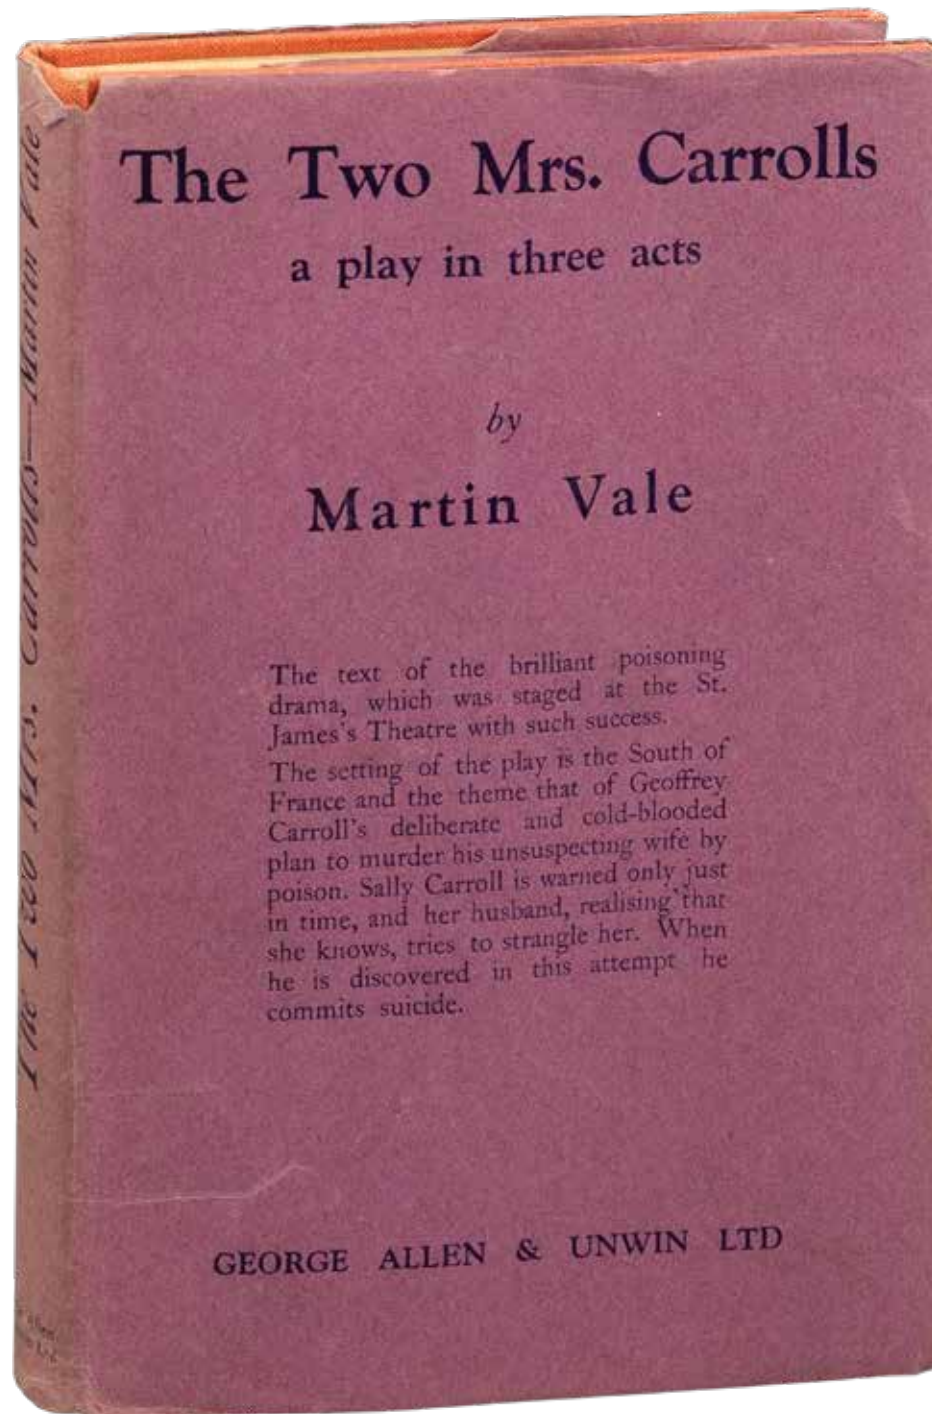 The Two Mrs. Carrolls
a play in three acts
by
Martin Vale
The text of the brilliant poisoning
drama, which was staged at the St.
James's Theatre with such success.
The setting of the play is the South of
France and the theme that of Geoffrey
Carroll's deliberate and cold-blooded
plan to murder his unsuspecting wife by
poison. Sally Carroll is warned only just
in time, and her husband, realising that
she knows, tries to strangle her. When
he is discovered in this attempt he
commits suicide.
GEORGE ALLEN & UNWIN LTD
The Two Mrs. Carrolls—Martin Vale